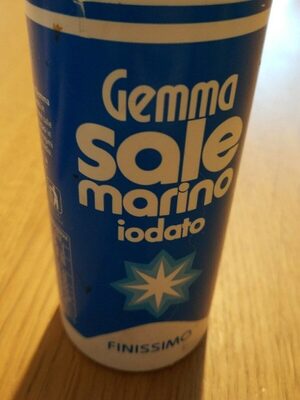 Gemma
sale
marino
iodato
FINISSIMO